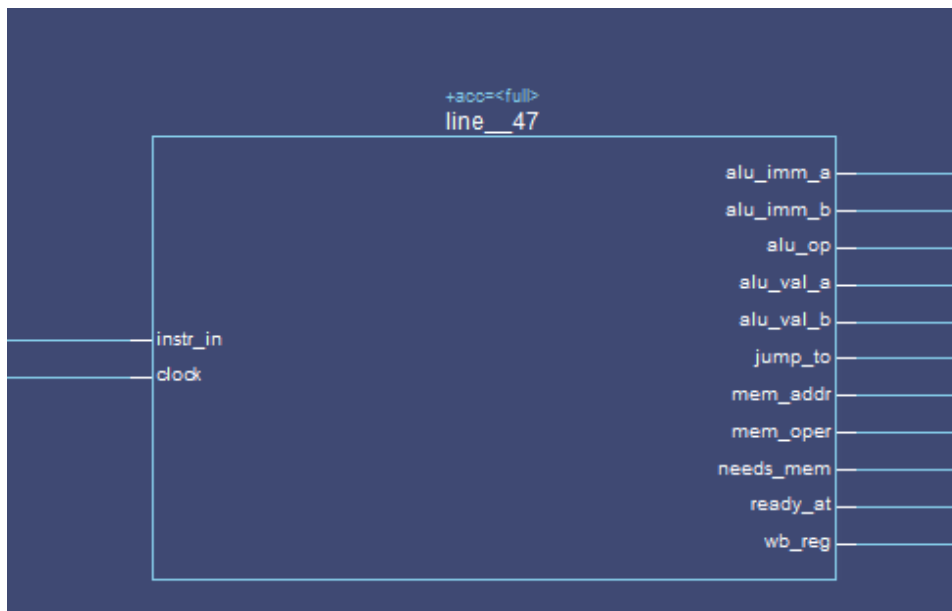 +acc=<full>
line__47
alu_imm_a
alu_imm_b
alu_op
alu_val_a
alu_val_b
instr_in
jump_to
clock
mem_addr
mem_oper
needs_mem
ready_at
wb_reg